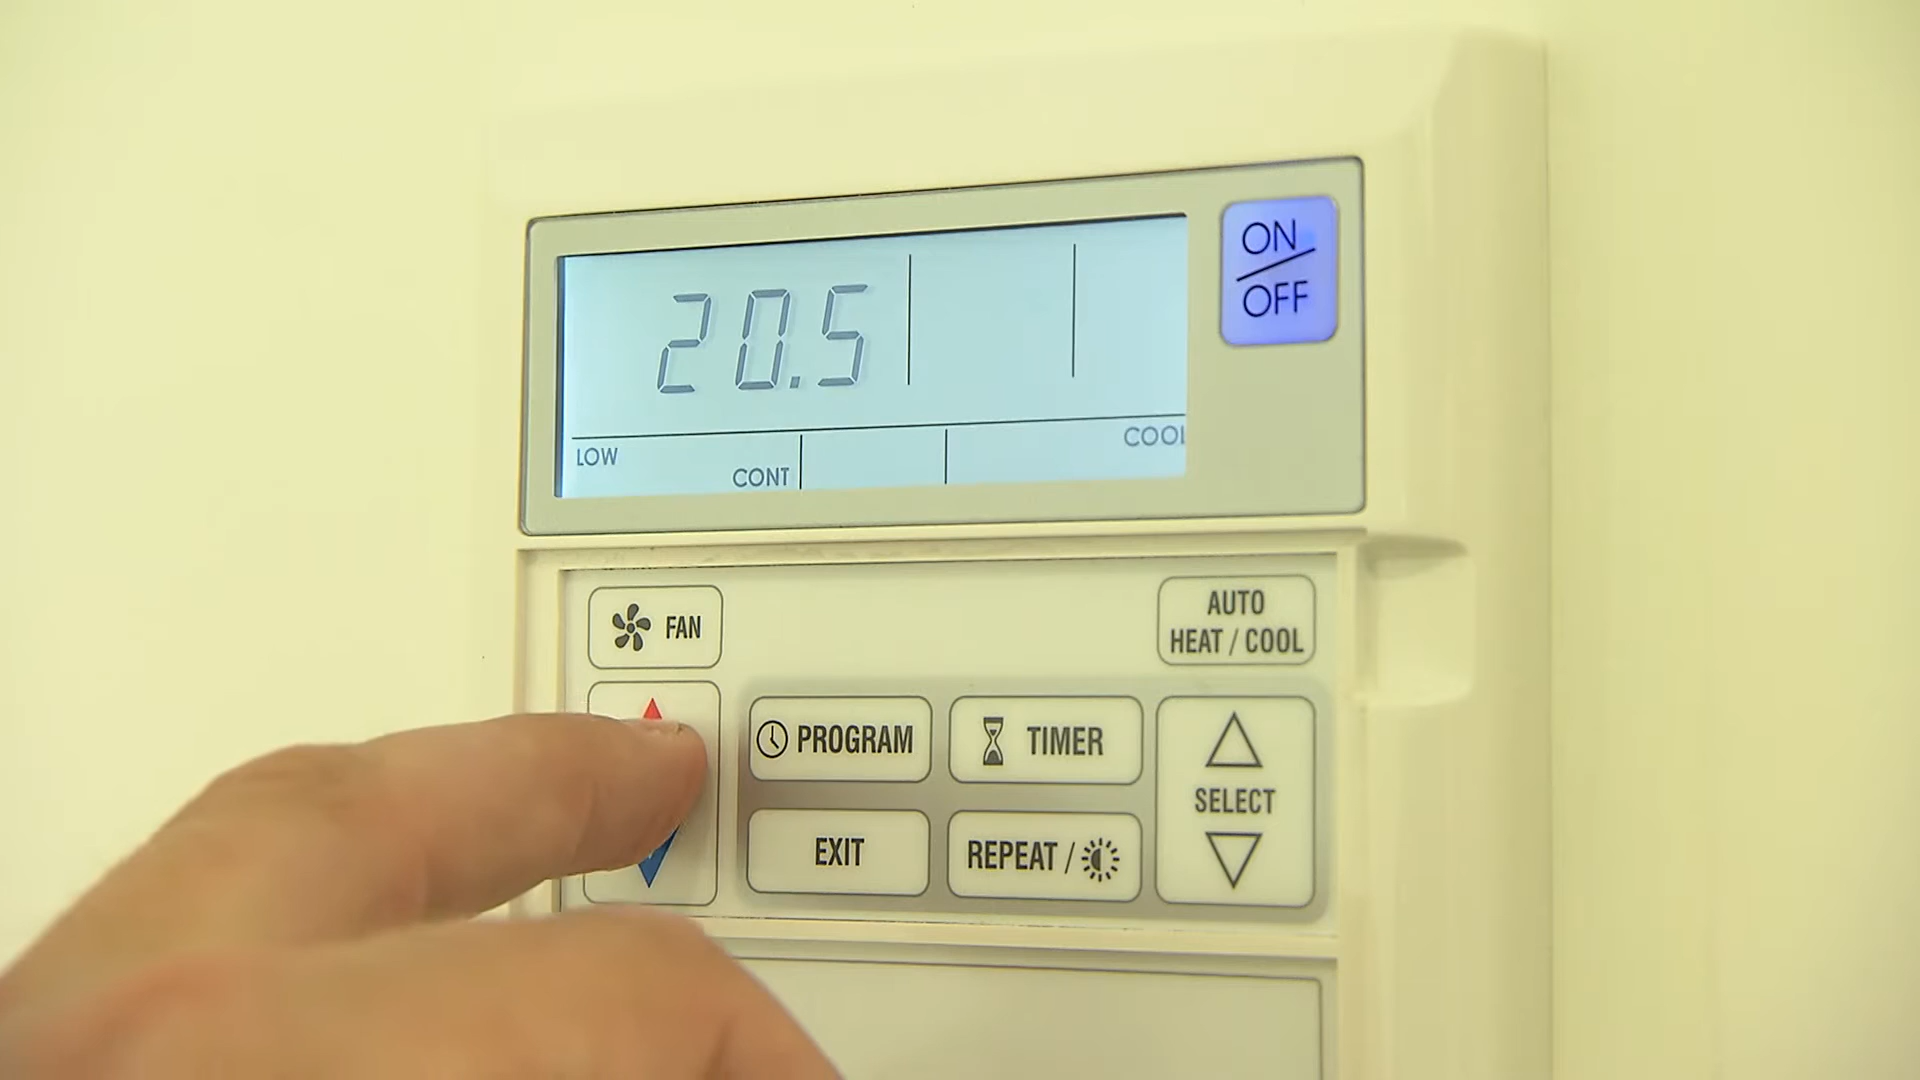 20.5
LOW
CONT
COOL
ON
OFF
FAN
AUTO
HEAT / COOL
PROGRAM
TIMER
SELECT
EXIT
REPEAT /